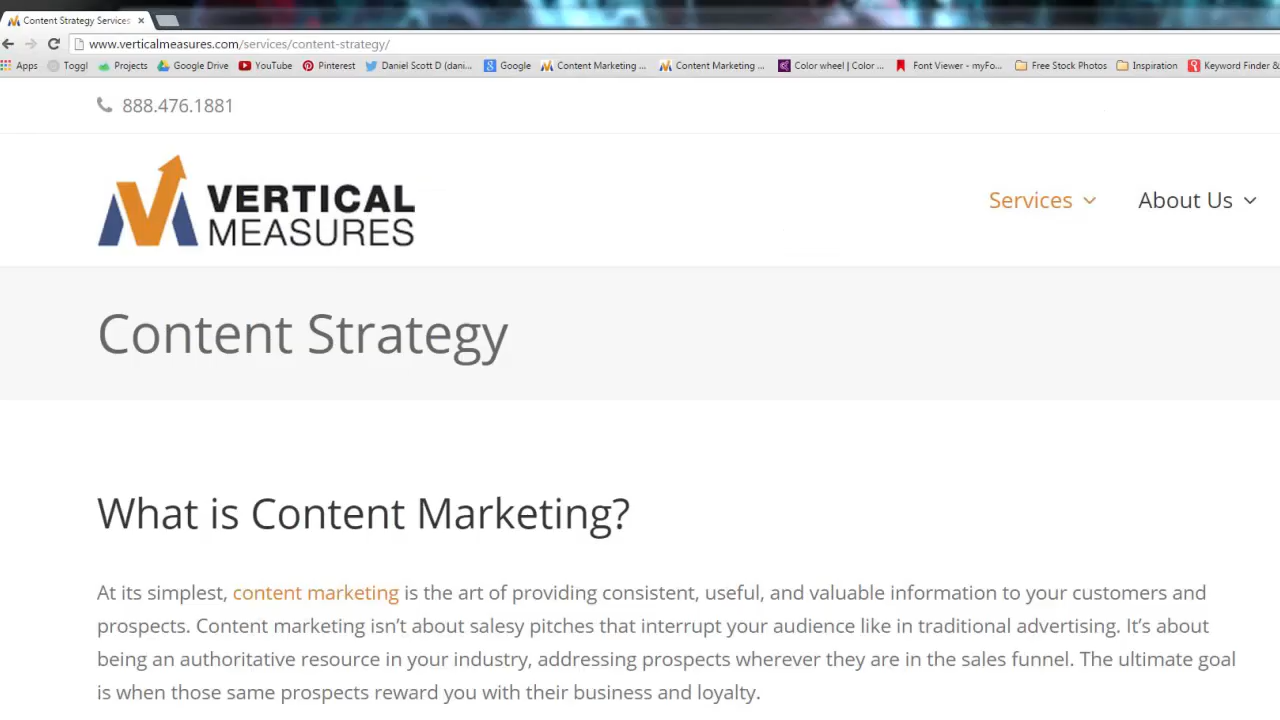 Content Strategy Services
www.verticalmeasures.com/services/content-strategy/
Apps Toggl Projects Google Drive YouTube Pinterest Daniel Scott D (dani... Google Content Marketing ... Content Marketing ... Color wheel | Color ... Font Viewer - myFo... Free Stock Photos Inspiration Keyword Finder &
888.476.1881
VERTICAL
MEASURES
Services About Us
Content Strategy
What is Content Marketing?
At its simplest, content marketing is the art of providing consistent, useful, and valuable information to your customers and
prospects. Content marketing isn’t about salesy pitches that interrupt your audience like in traditional advertising. It’s about
being an authoritative resource in your industry, addressing prospects wherever they are in the sales funnel. The ultimate goal
is when those same prospects reward you with their business and loyalty.